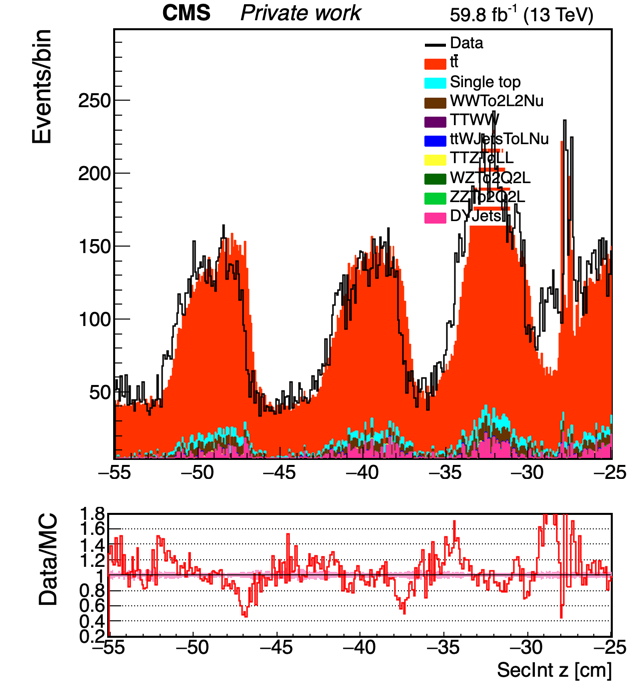 CMS Private work 59.8 fb⁻¹ (13 TeV)
Events/bin
Data
tt̄
Single top
WWTo2L2Nu
TTWW
ttWJetsToLNu
TTZToLL
WZTo2Q2L
ZZTo2Q2L
DYJets
250
200
150
100
50
−55 −50 −45 −40 −35 −30 −25
Data/MC
1.8
1.6
1.4
1.2
1
0.8
0.6
0.4
0.2
−55 −50 −45 −40 −35 −30 −25
SecInt z [cm]